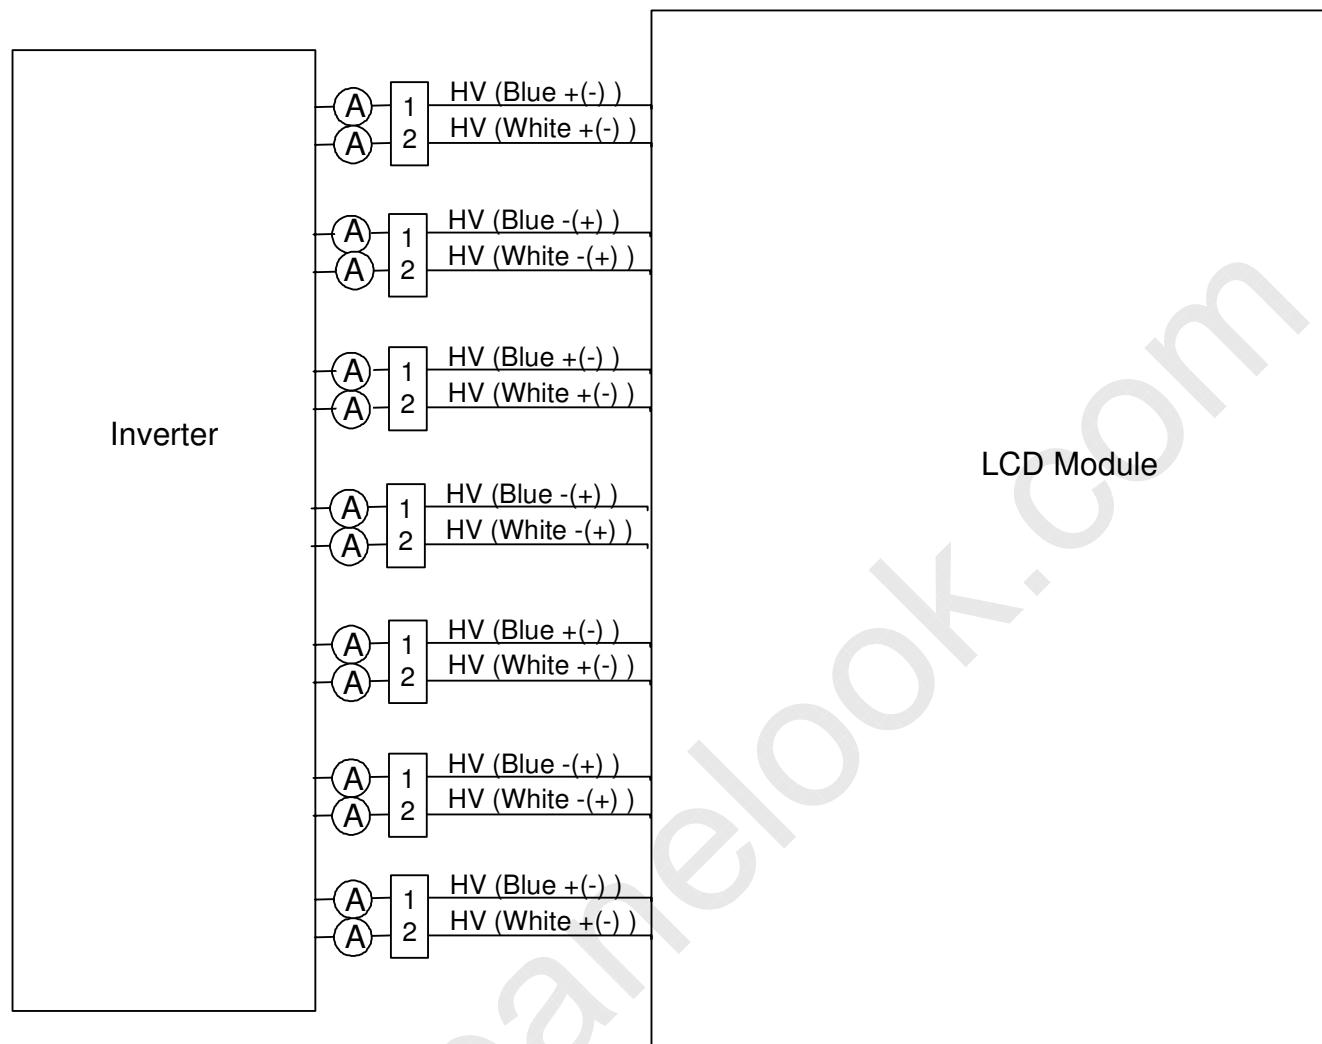 A 1 HV (Blue +(-) )
A 2 HV (White +(-) )
A 1 HV (Blue -(+) )
A 2 HV (White -(+) )
A 1 HV (Blue +(-) )
A 2 HV (White +(-) )
Inverter
LCD Module
A 1 HV (Blue -(+) )
A 2 HV (White -(+) )
A 1 HV (Blue +(-) )
A 2 HV (White +(-) )
A 1 HV (Blue -(+) )
A 2 HV (White -(+) )
A 1 HV (Blue +(-) )
A 2 HV (White +(-) )
anelook.com